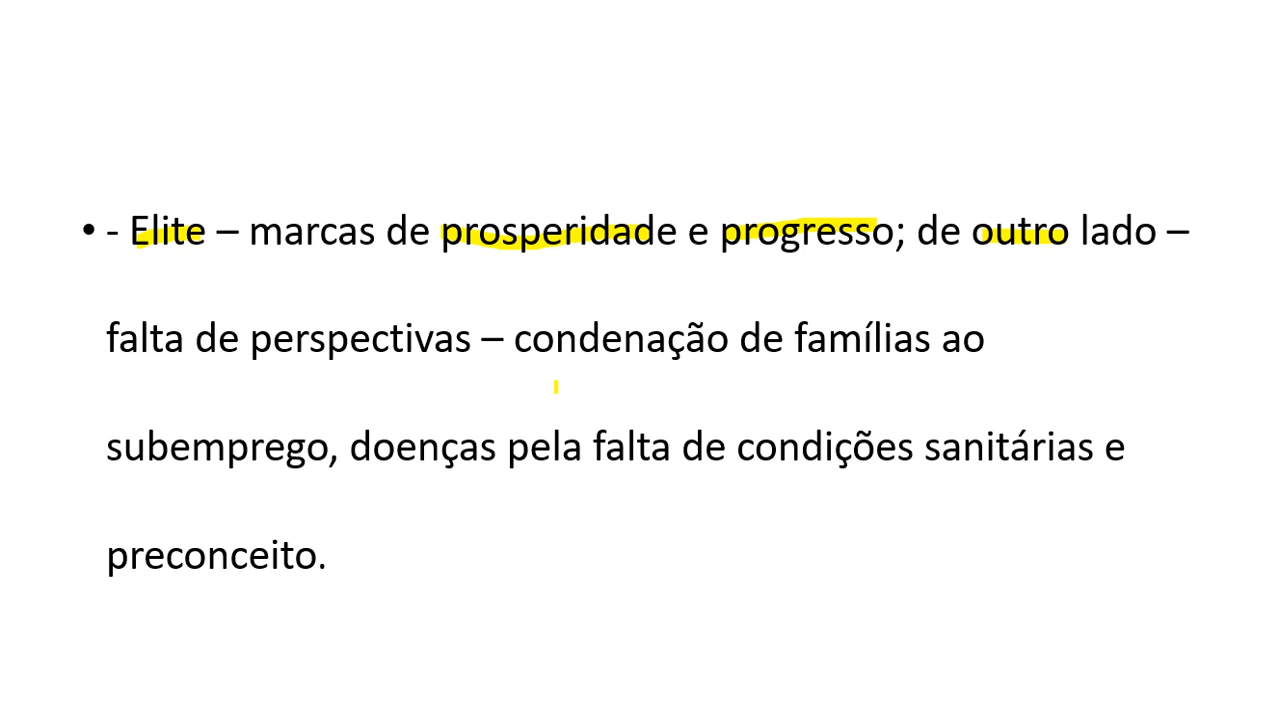 • - Elite – marcas de prosperidade e progresso; de outro lado –
falta de perspectivas – condenação de famílias ao
subemprego, doenças pela falta de condições sanitárias e
preconceito.